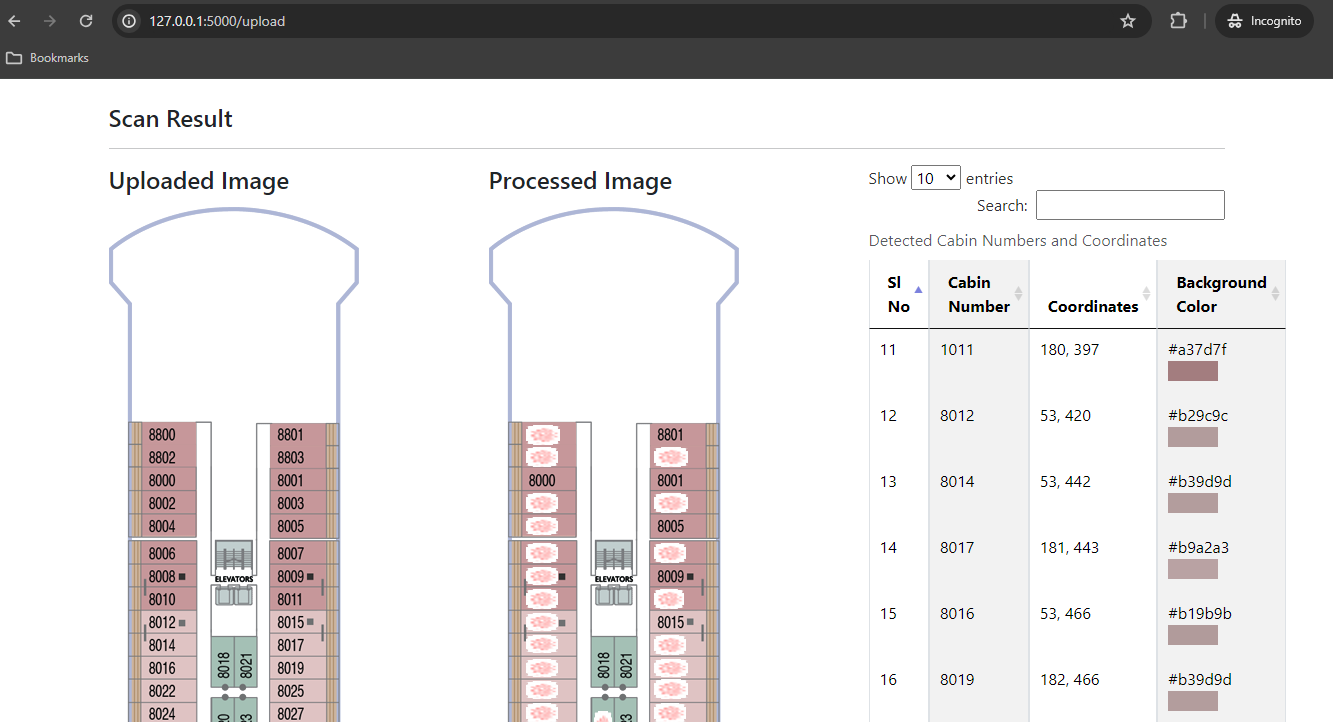 127.0.0.1:5000/upload
Incognito
Bookmarks
Scan Result
Uploaded Image
8800
8801
8802
8803
8000
8001
8002
8003
8004
8005
8006
8007
8008
8009
ELEVATORS
8010
8011
8012
8015
8014
8017
8018
8021
8016
8019
8022
8025
8024
8027
Processed Image
8801
8000
8001
8005
ELEVATORS
8009
8015
8018
8021
Show 10 entries
Search:
Detected Cabin Numbers and Coordinates
Sl No
Cabin Number
Coordinates
Background Color
11 1011 180, 397 #a37d7f
12 8012 53, 420 #b29c9c
13 8014 53, 442 #b39d9d
14 8017 181, 443 #b9a2a3
15 8016 53, 466 #b19b9b
16 8019 182, 466 #b39d9d